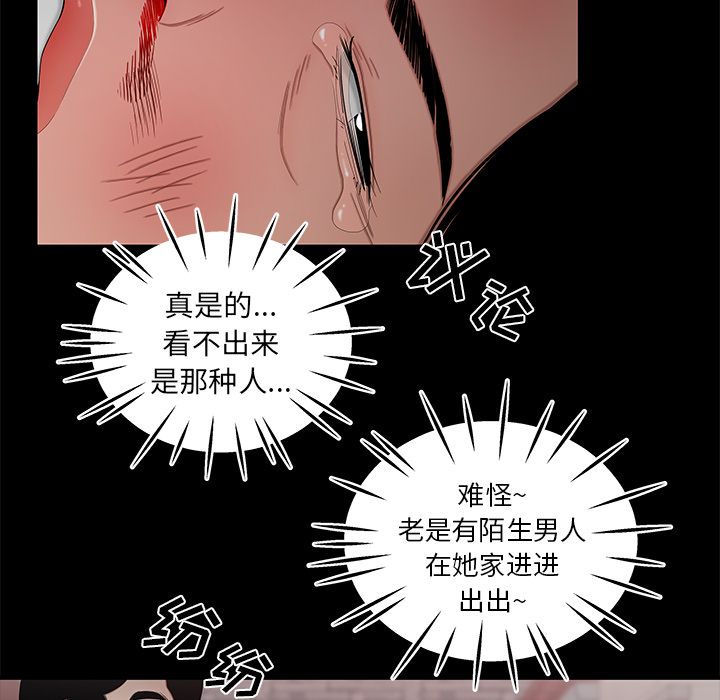 真是的...
看不出来
是那种人...
议论
难怪~
老是有陌生男人
在她家进进
出出~
纷纷